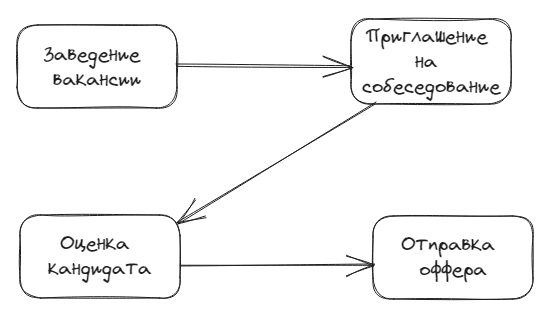 Заведение
вакансии
Приглашение
на
собеседование
Оценка
кандидата
Отправка
оффера